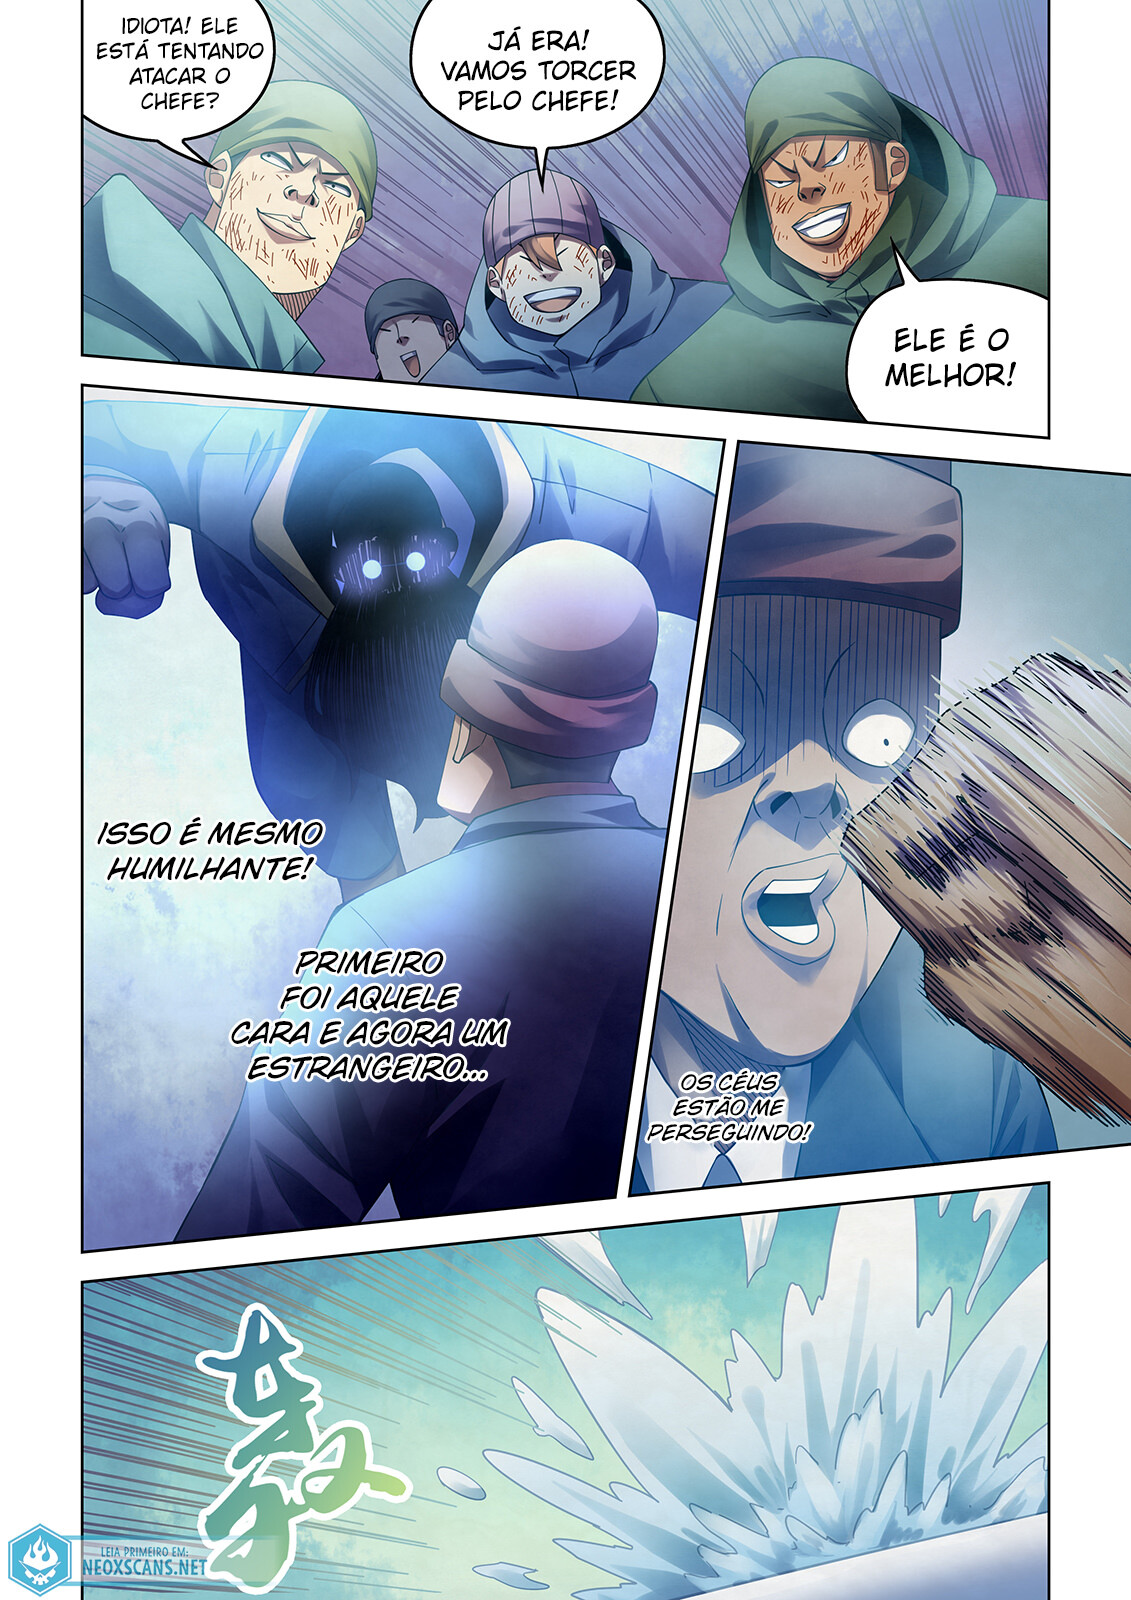 IDIOTA! ELE
ESTÁ TENTANDO
ATACAR O
CHEFE?
JÁ ERA!
VAMOS TORCER
PELO CHEFE!
ELE É O
MELHOR!
ISSO É MESMO
HUMILHANTE!
PRIMEIRO
FOI AQUELE
CARA E AGORA UM
ESTRANGEIRO...
OS CÉUS
ESTÃO ME
PERSEGUINDO!
LEIA PRIMEIRO EM:
NEOXSCANS.NET